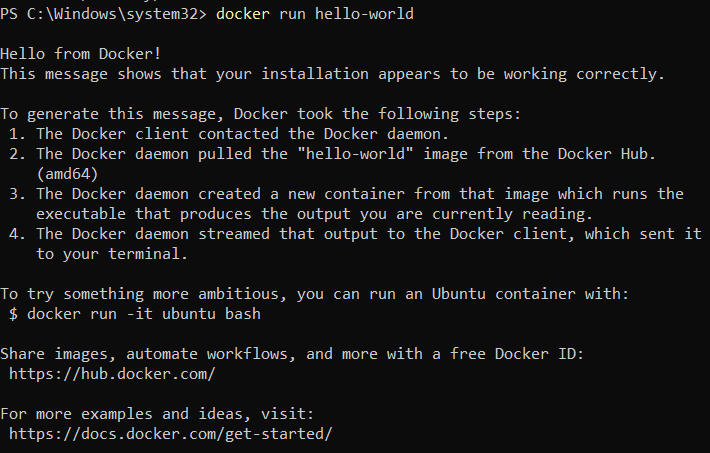 PS C:\Windows\system32> docker run hello-world
Hello from Docker!
This message shows that your installation appears to be working correctly.
To generate this message, Docker took the following steps:
1. The Docker client contacted the Docker daemon.
2. The Docker daemon pulled the "hello-world" image from the Docker Hub.
(amd64)
3. The Docker daemon created a new container from that image which runs the
executable that produces the output you are currently reading.
4. The Docker daemon streamed that output to the Docker client, which sent it
to your terminal.
To try something more ambitious, you can run an Ubuntu container with:
$ docker run -it ubuntu bash
Share images, automate workflows, and more with a free Docker ID:
https://hub.docker.com/
For more examples and ideas, visit:
https://docs.docker.com/get-started/